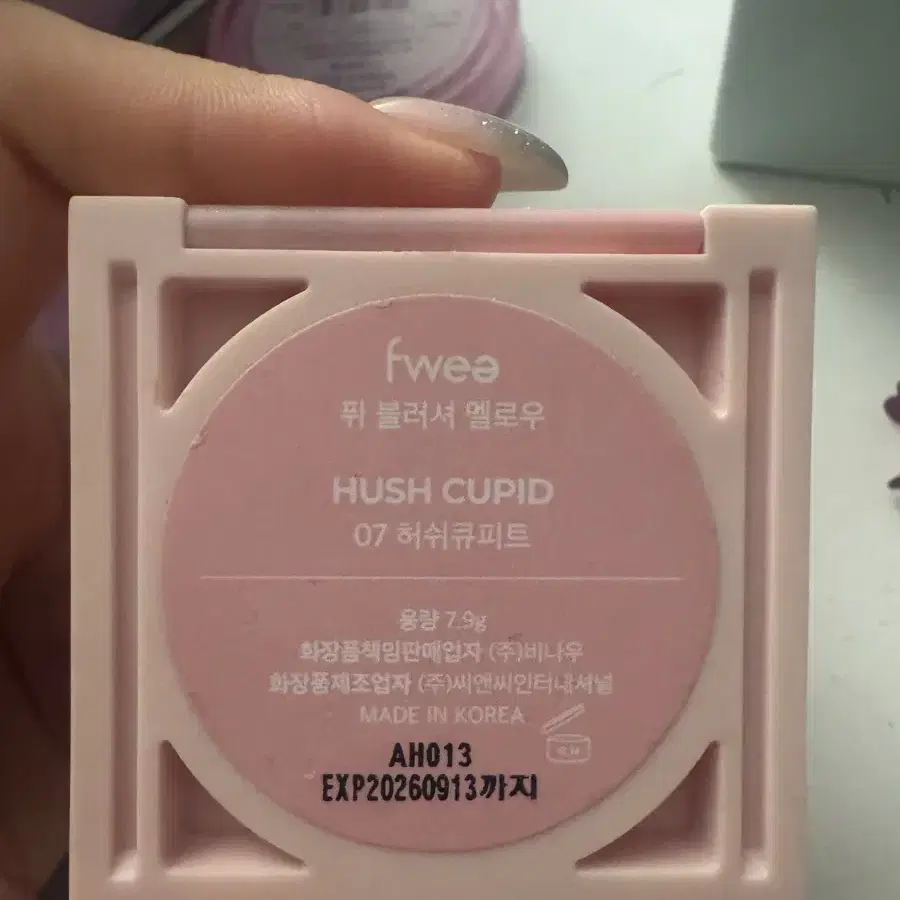 fwee
퓌 블러셔 멜로우
HUSH CUPID
07 허쉬큐피트
용량 7.9g
화장품책임판매업자 (주)비나우
화장품제조업자 (주)씨앤씨인터내셔널
MADE IN KOREA
AH013
EXP20260913까지